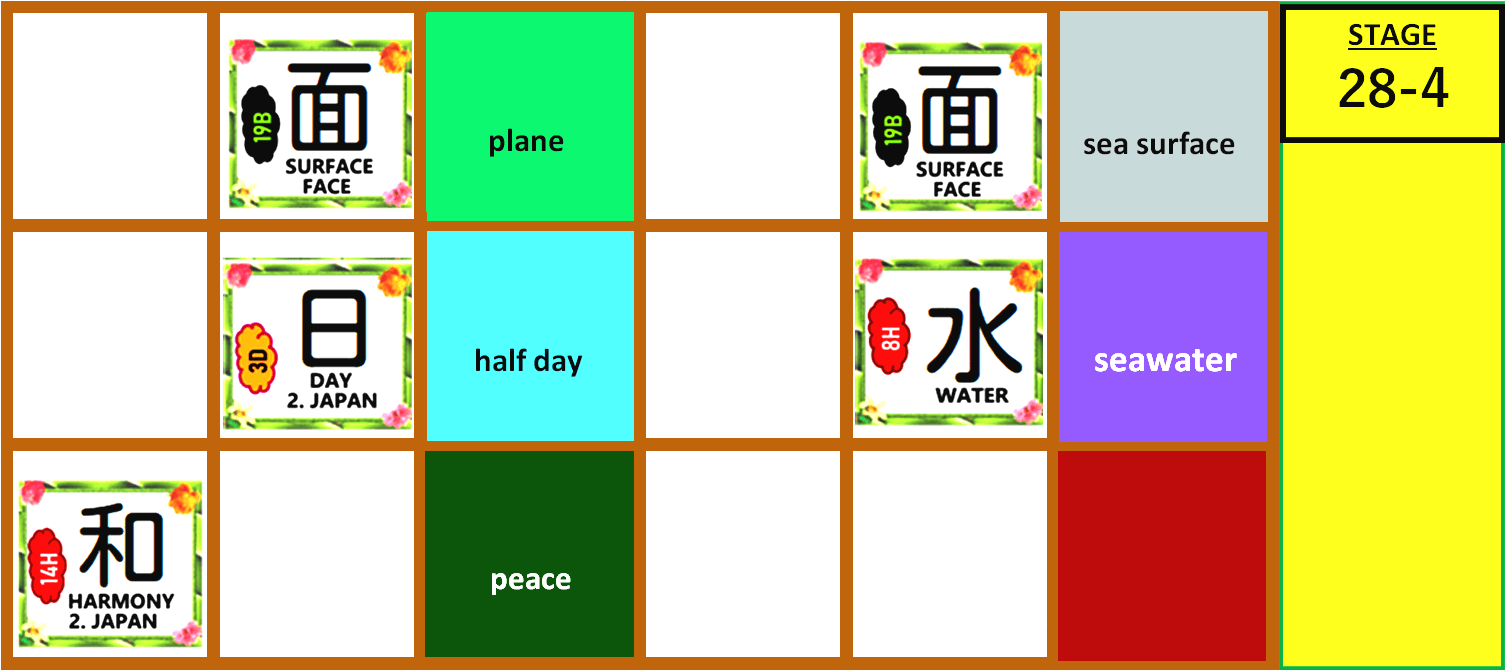 19B
面
SURFACE
FACE
plane
19B
面
SURFACE
FACE
sea surface
STAGE
28-4
3D
日
DAY
2. JAPAN
half day
8H
水
WATER
seawater
14H
和
HARMONY
2. JAPAN
peace